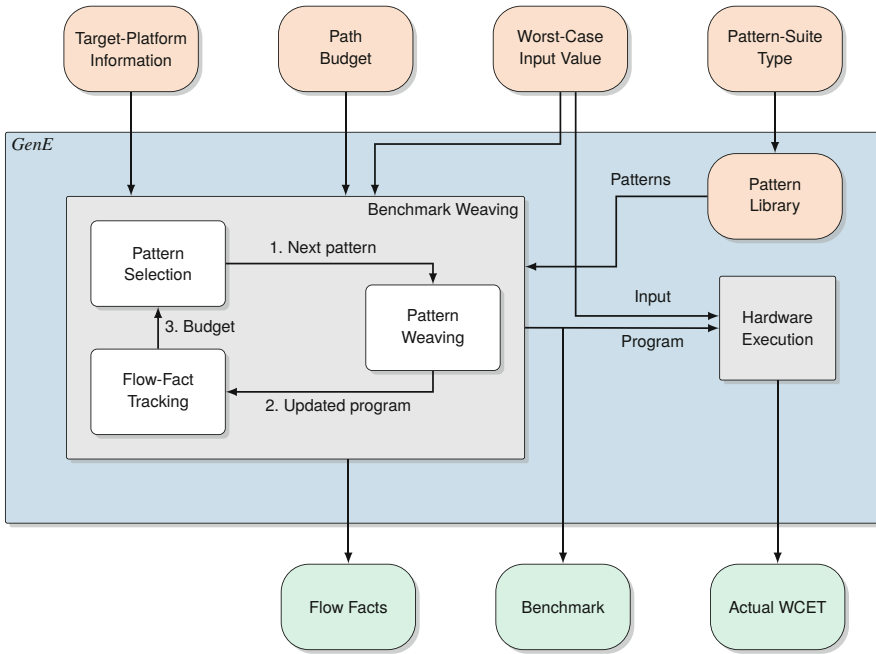 Target-Platform
Information
Path
Budget
Worst-Case
Input Value
Pattern-Suite
Type
GenE
Patterns
Pattern
Library
Benchmark Weaving
Pattern
Selection
1. Next pattern
Pattern
Weaving
3. Budget
Flow-Fact
Tracking
2. Updated program
Input
Program
Hardware
Execution
Flow Facts
Benchmark
Actual WCET